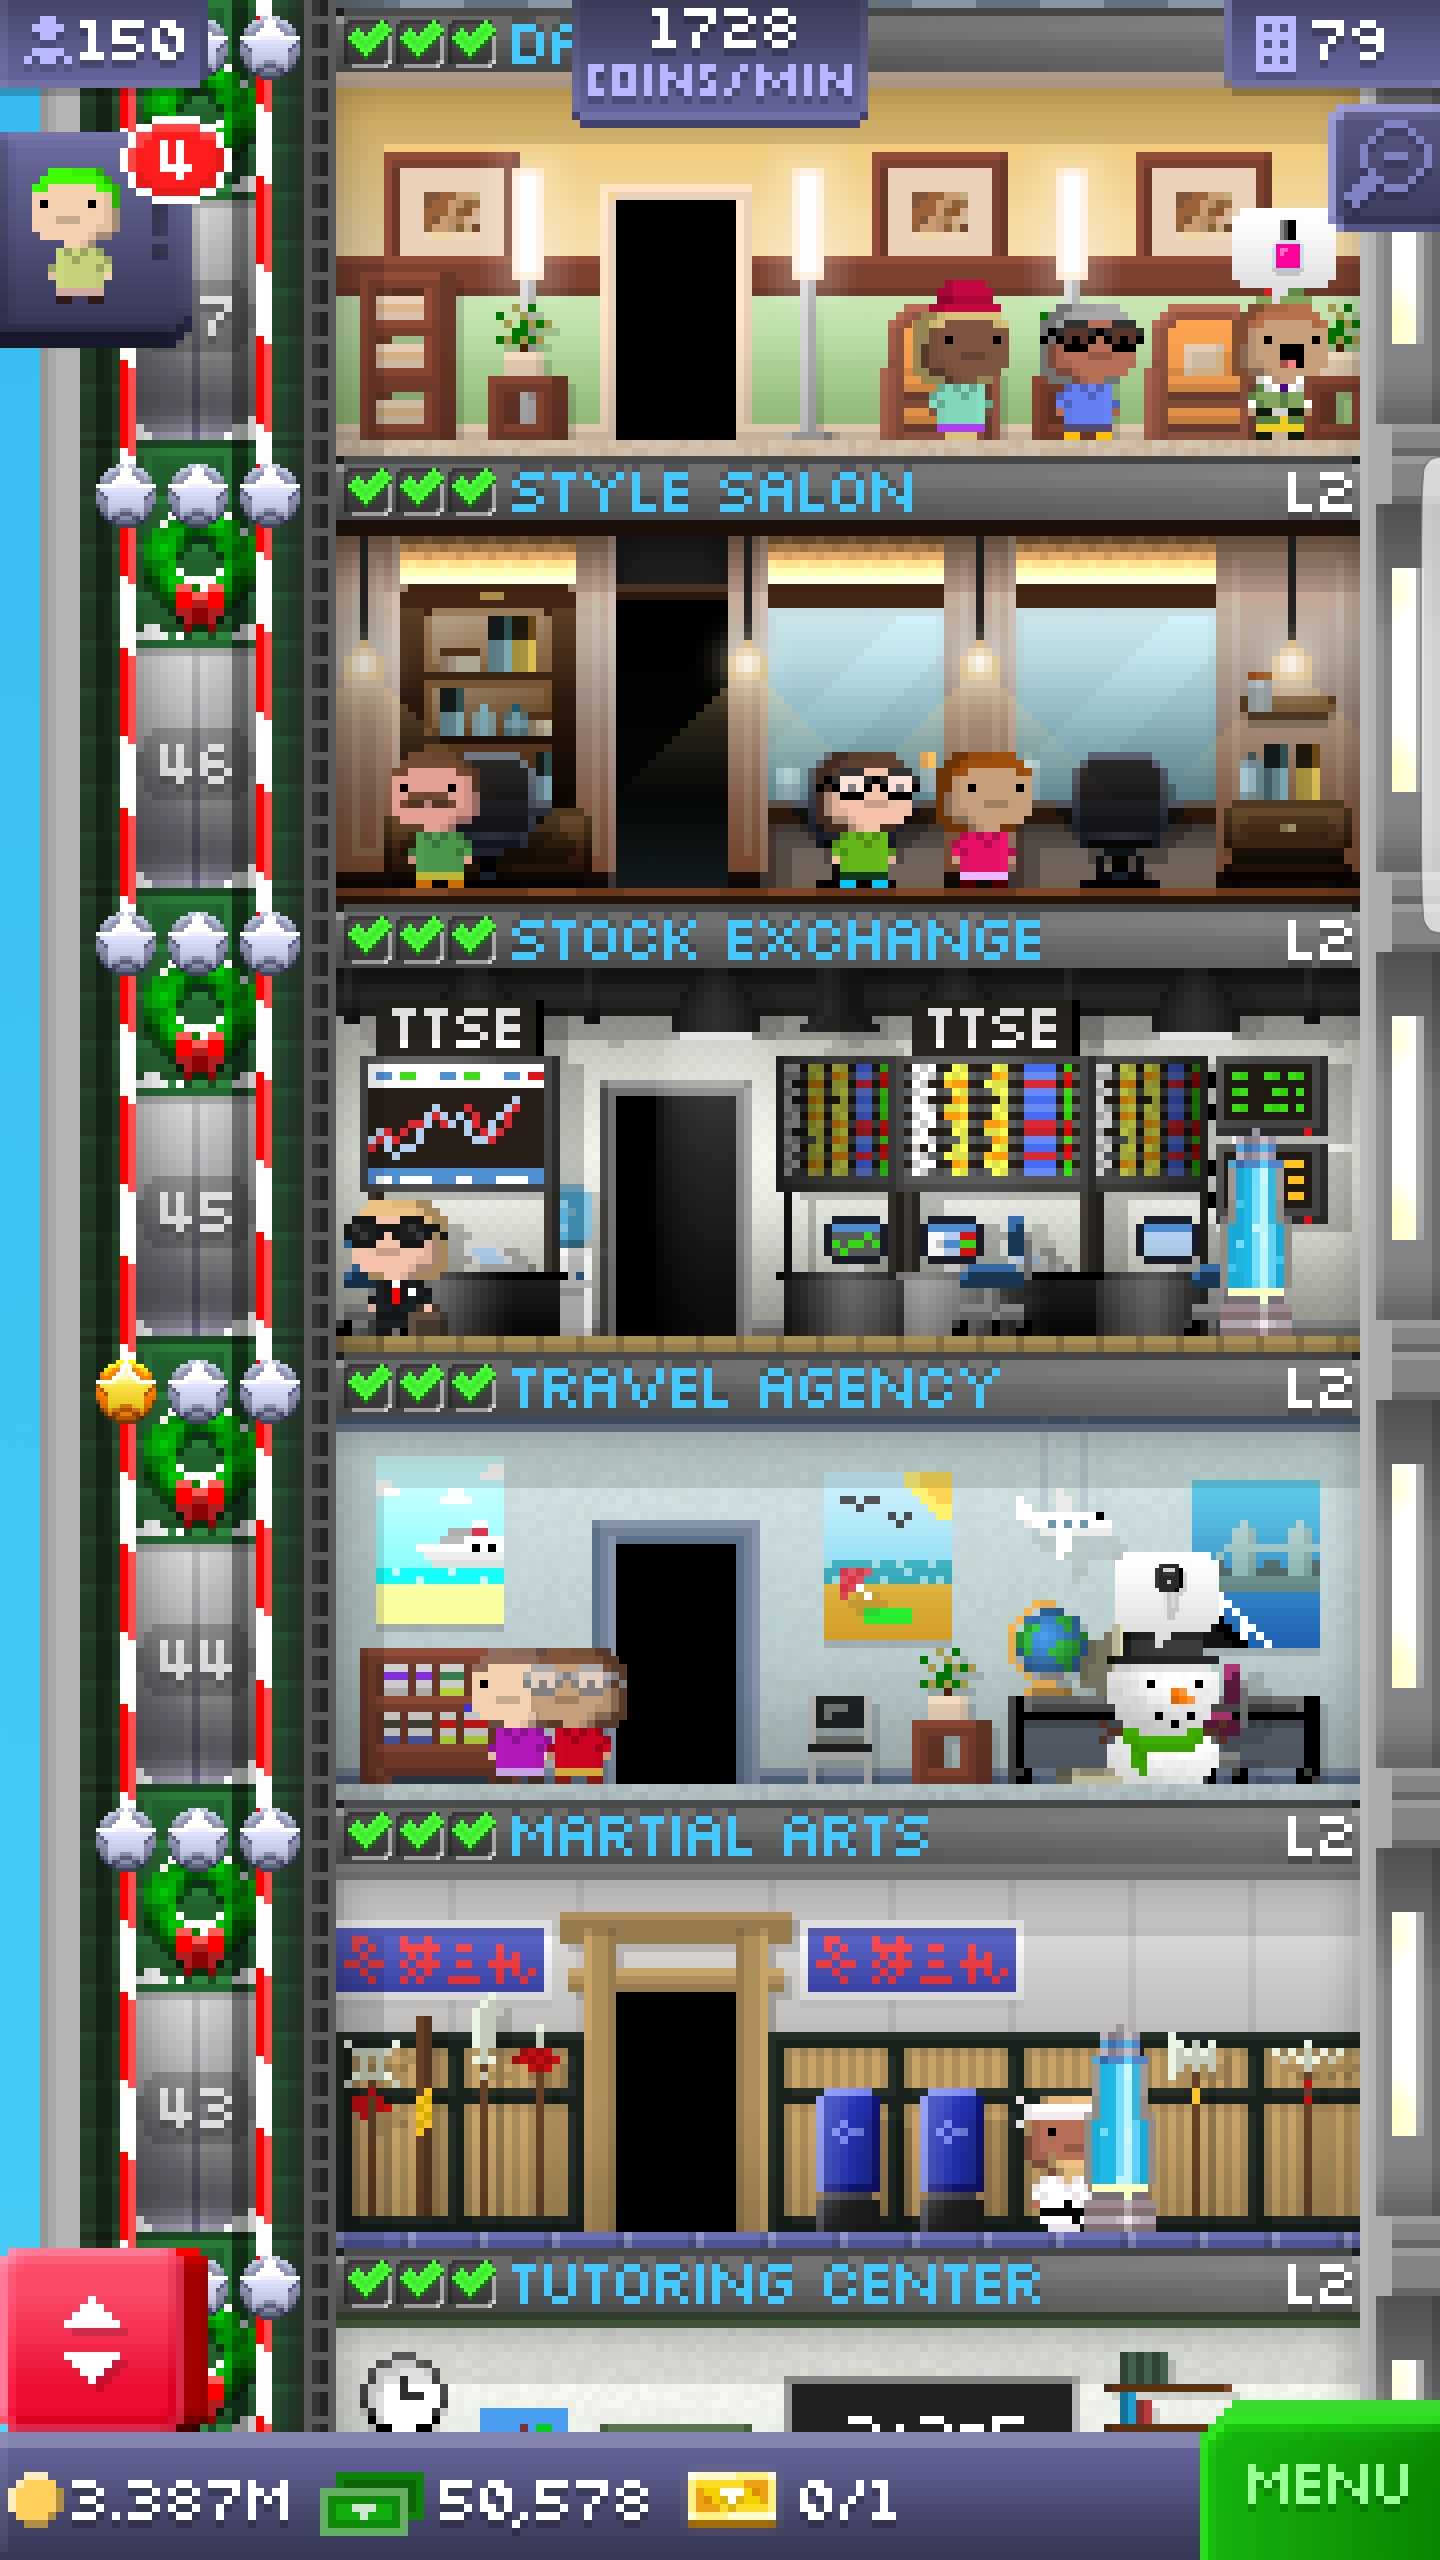 150
1728
COINS/MIN
79
4
DA
7
STYLE SALON L2
46
STOCK EXCHANGE L2
TTSE TTSE
45
TRAVEL AGENCY L2
44
MARTIAL ARTS L2
43
TUTORING CENTER L2
3.387M 50,578 0/1
MENU